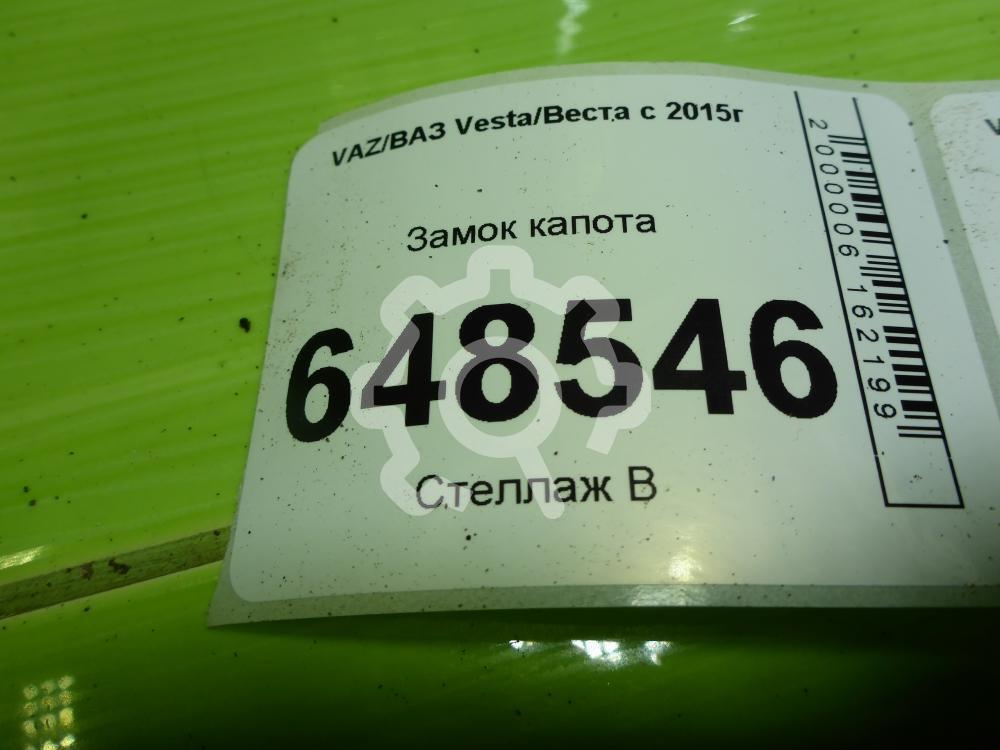 VAZ/ВАЗ Vesta/Веста с 2015г
Замок капота
648546
Стеллаж В
2000006162199